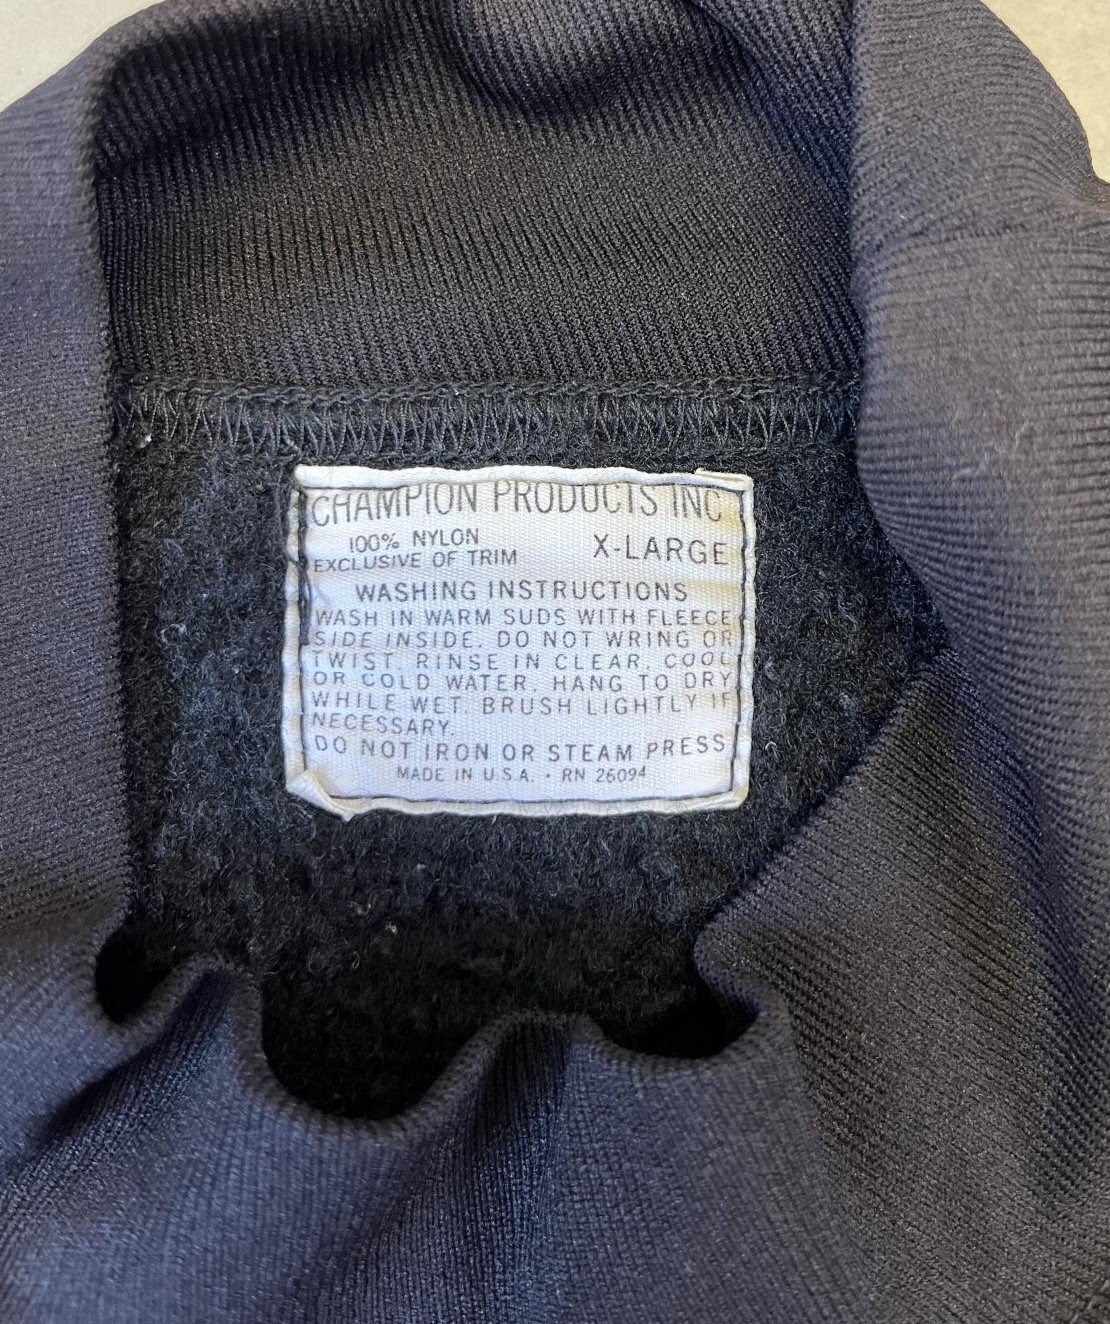 CHAMPION PRODUCTS INC
100% NYLON
EXCLUSIVE OF TRIM
X-LARGE
WASHING INSTRUCTIONS
WASH IN WARM SUDS WITH FLEECE
SIDE INSIDE. DO NOT WRING OR
TWIST. RINSE IN CLEAR, COOL
OR COLD WATER. HANG TO DRY
WHILE WET. BRUSH LIGHTLY IF
NECESSARY.
DO NOT IRON OR STEAM PRESS
MADE IN U.S.A. • RN 26094